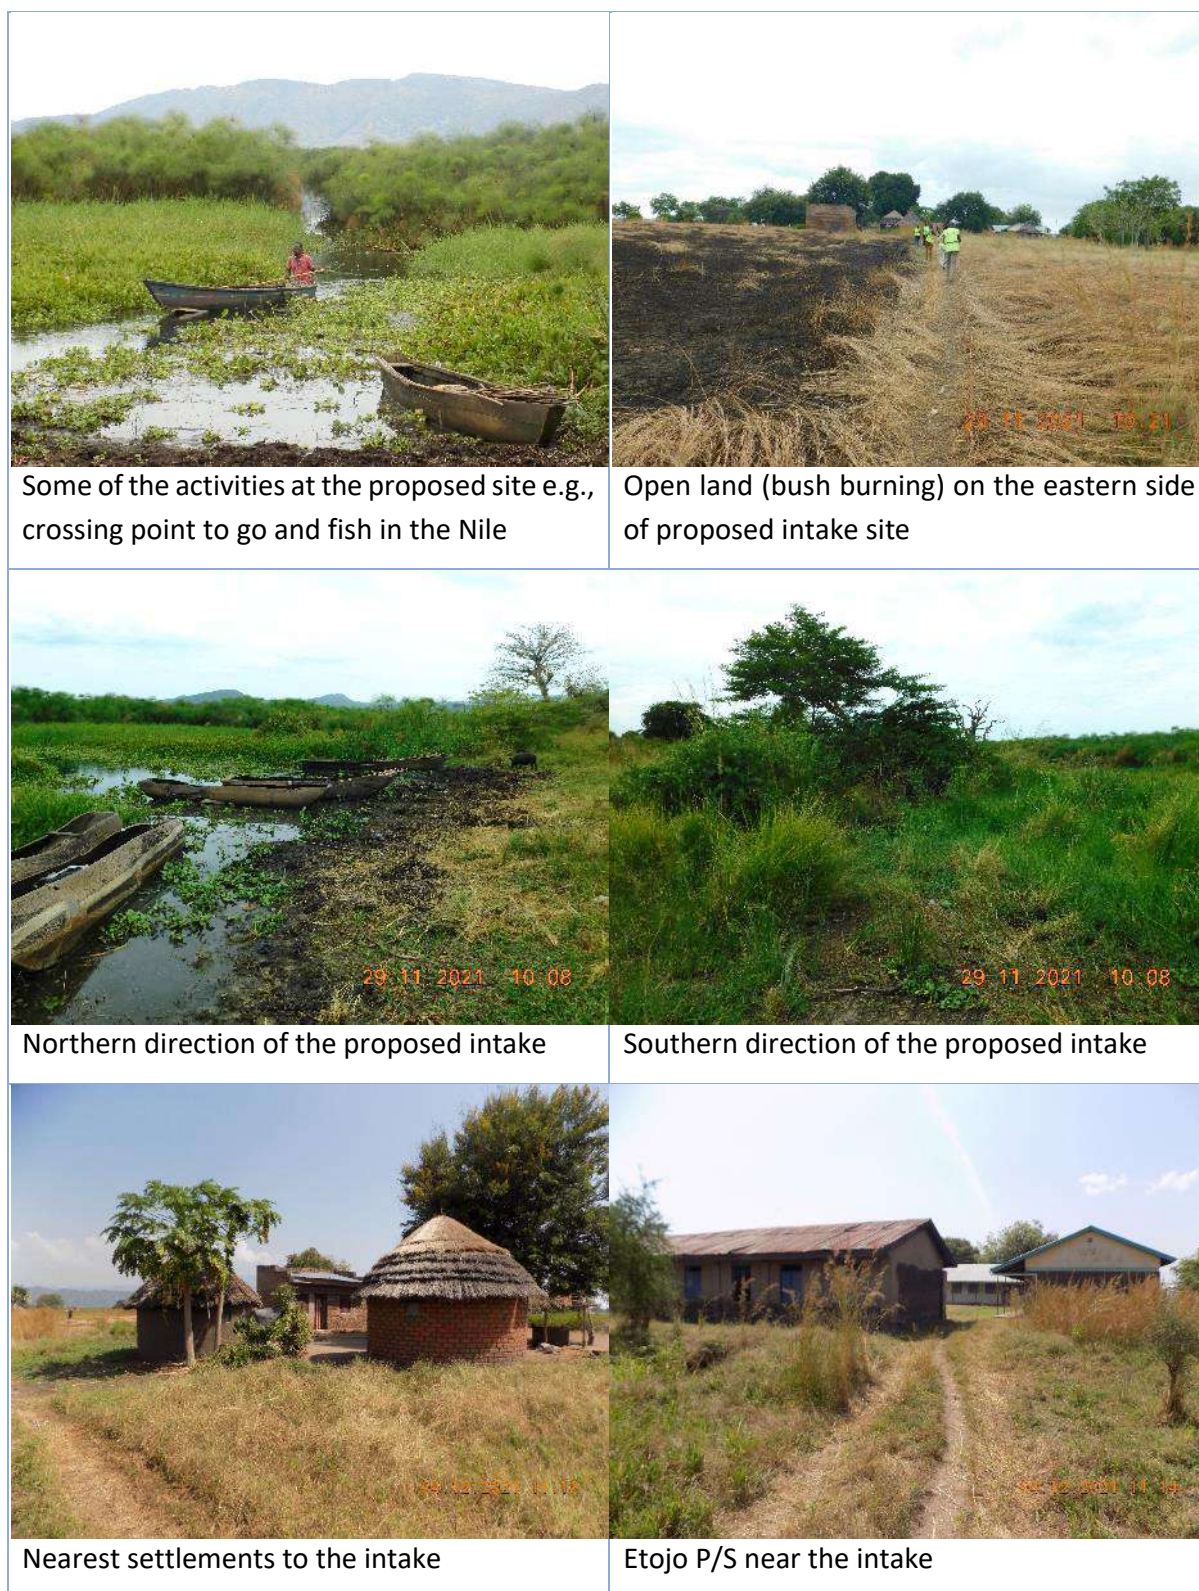 Some of the activities at the proposed site e.g.,
crossing point to go and fish in the Nile
29 11 2021 10:21
Open land (bush burning) on the eastern side
of proposed intake site
29 11 2021 10 08
Northern direction of the proposed intake
29 11 2021 10 08
Southern direction of the proposed intake
Nearest settlements to the intake
Etojo P/S near the intake